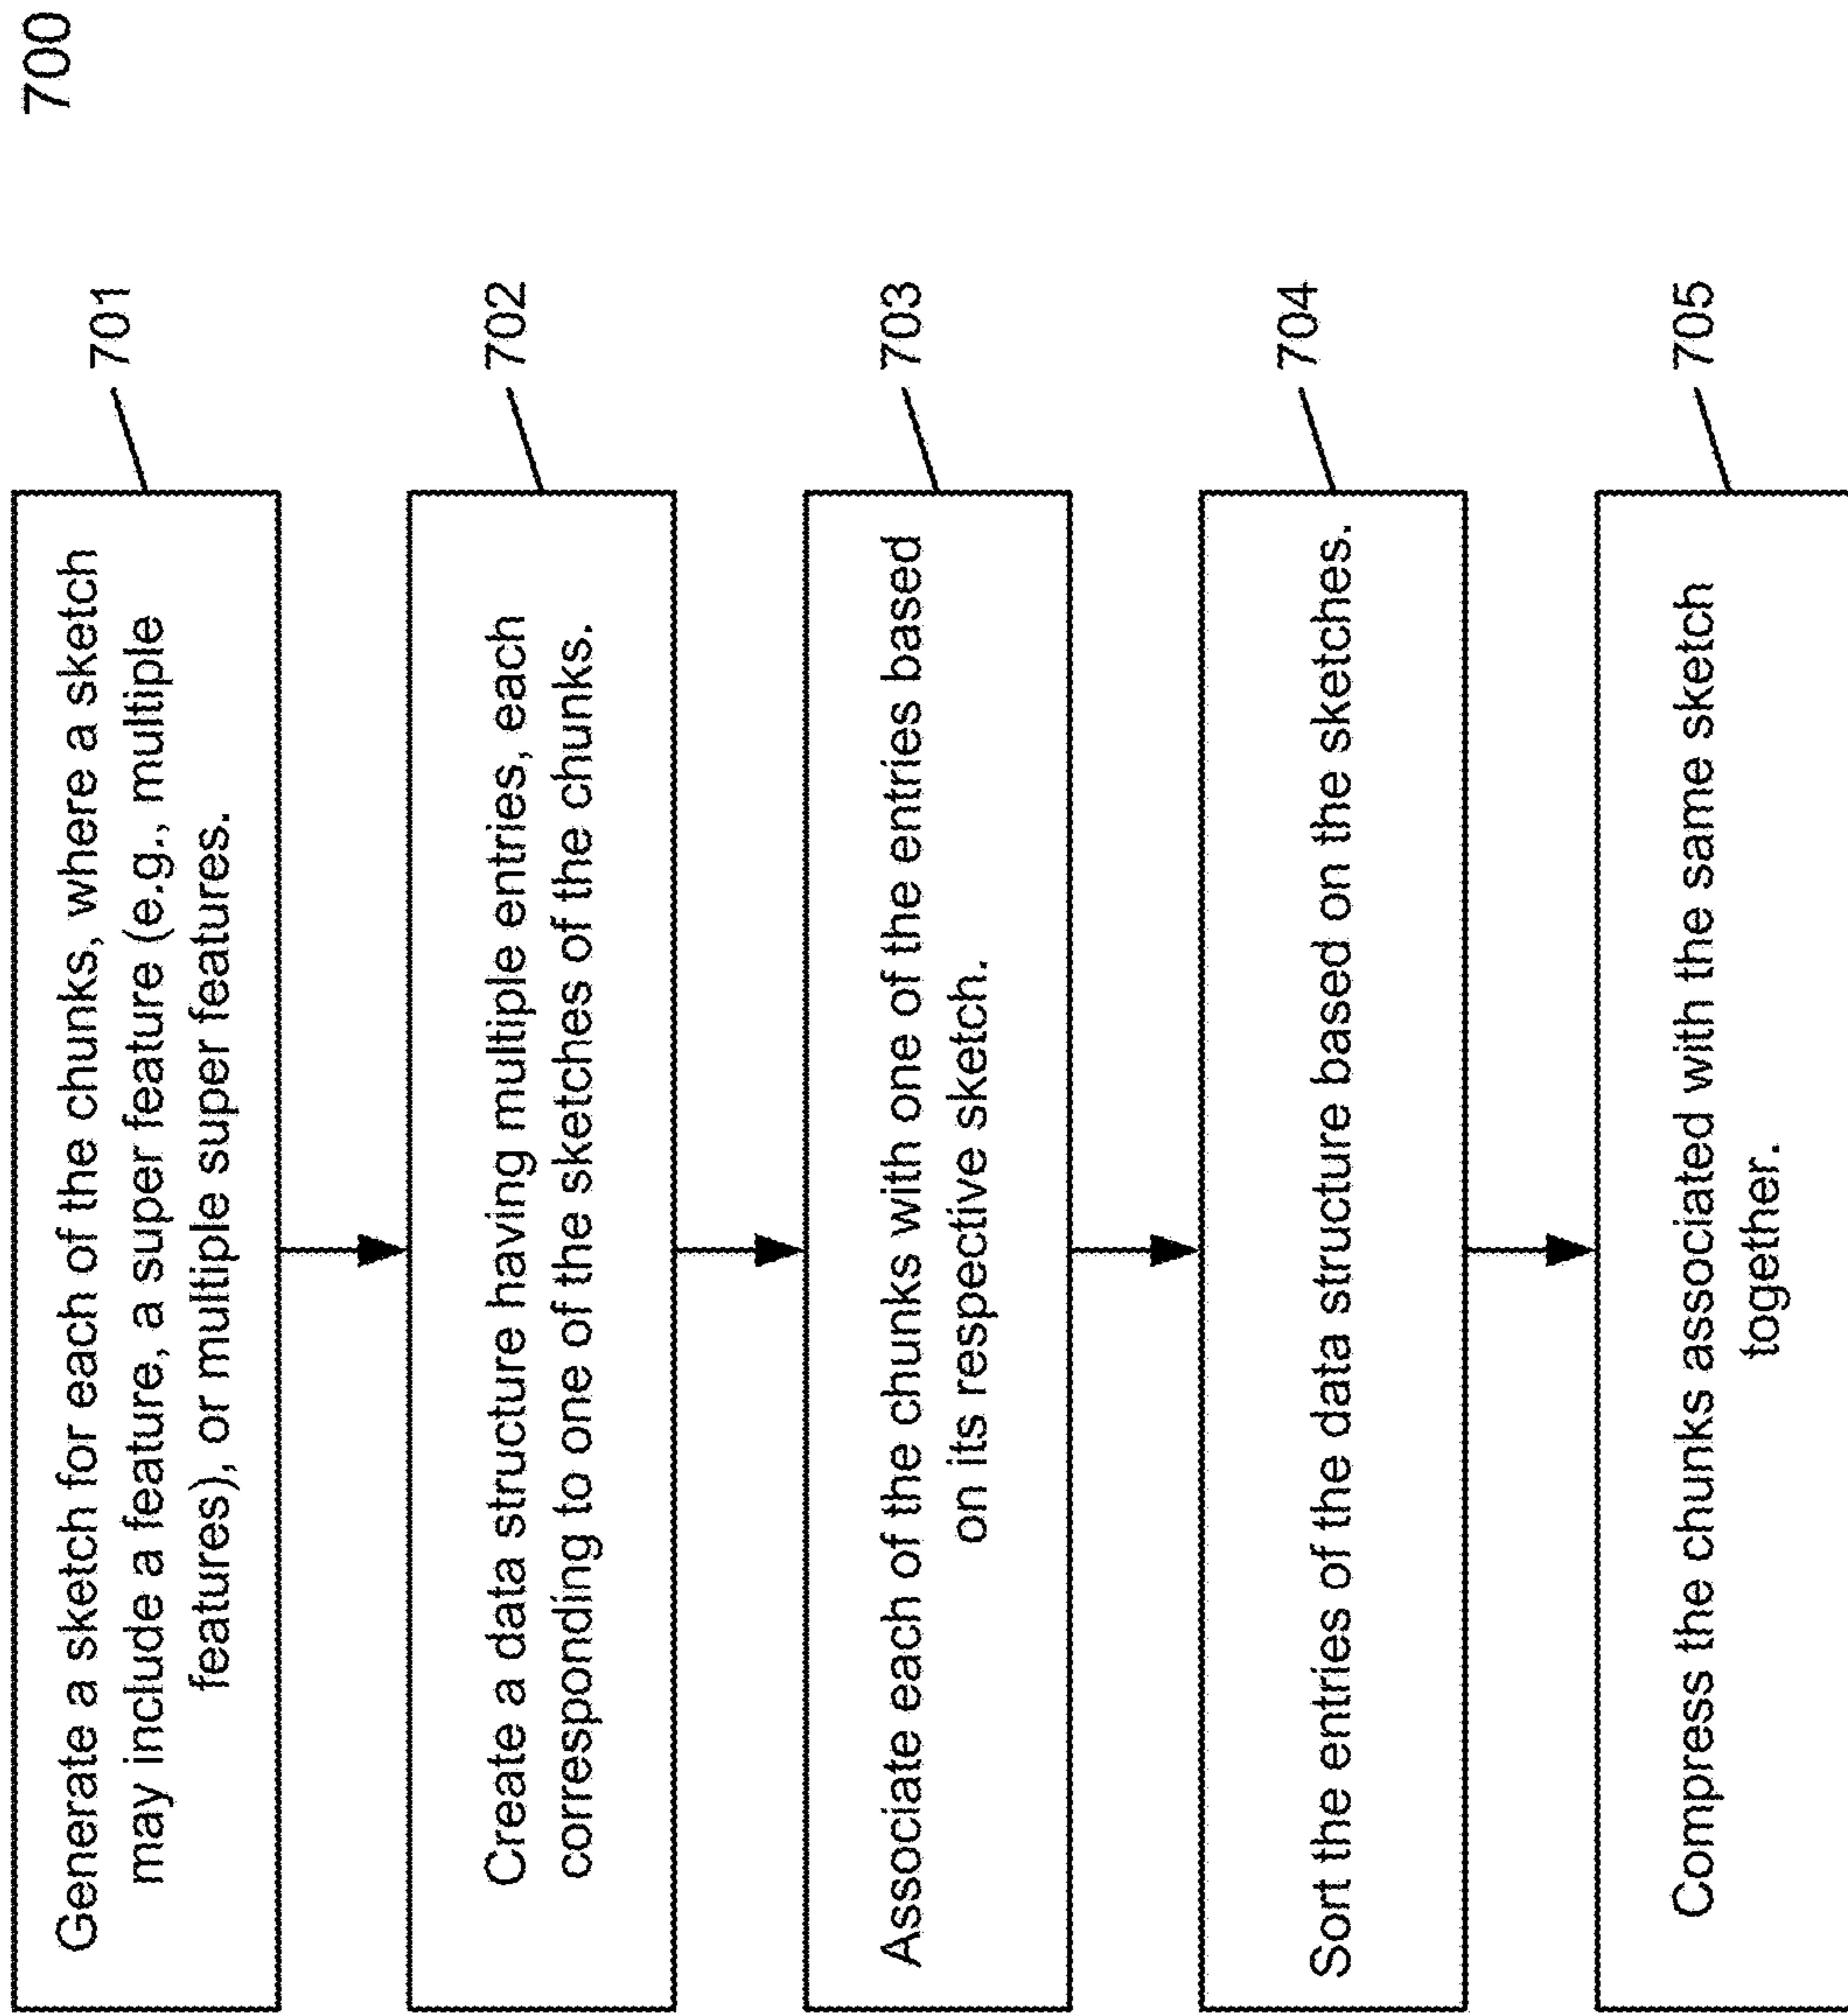 700
701
Generate a sketch for each of the chunks, where a sketch
may include a feature, a super feature (e.g., multiple
features), or multiple super features.
702
Create a data structure having multiple entries, each
corresponding to one of the sketches of the chunks.
703
Associate each of the chunks with one of the entries based
on its respective sketch.
704
Sort the entries of the data structure based on the sketches.
705
Compress the chunks associated with the same sketch
together.